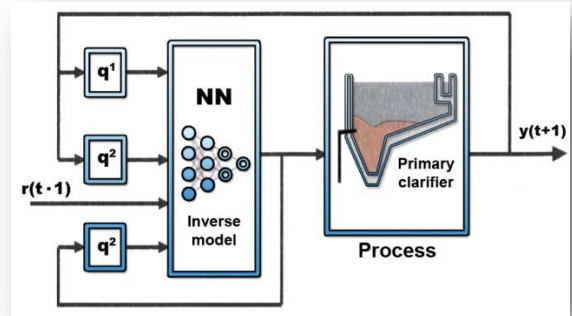 q¹
NN
q²
y(t+1)
r(t · 1)
Primary
clarifier
Inverse
model
q²
Process